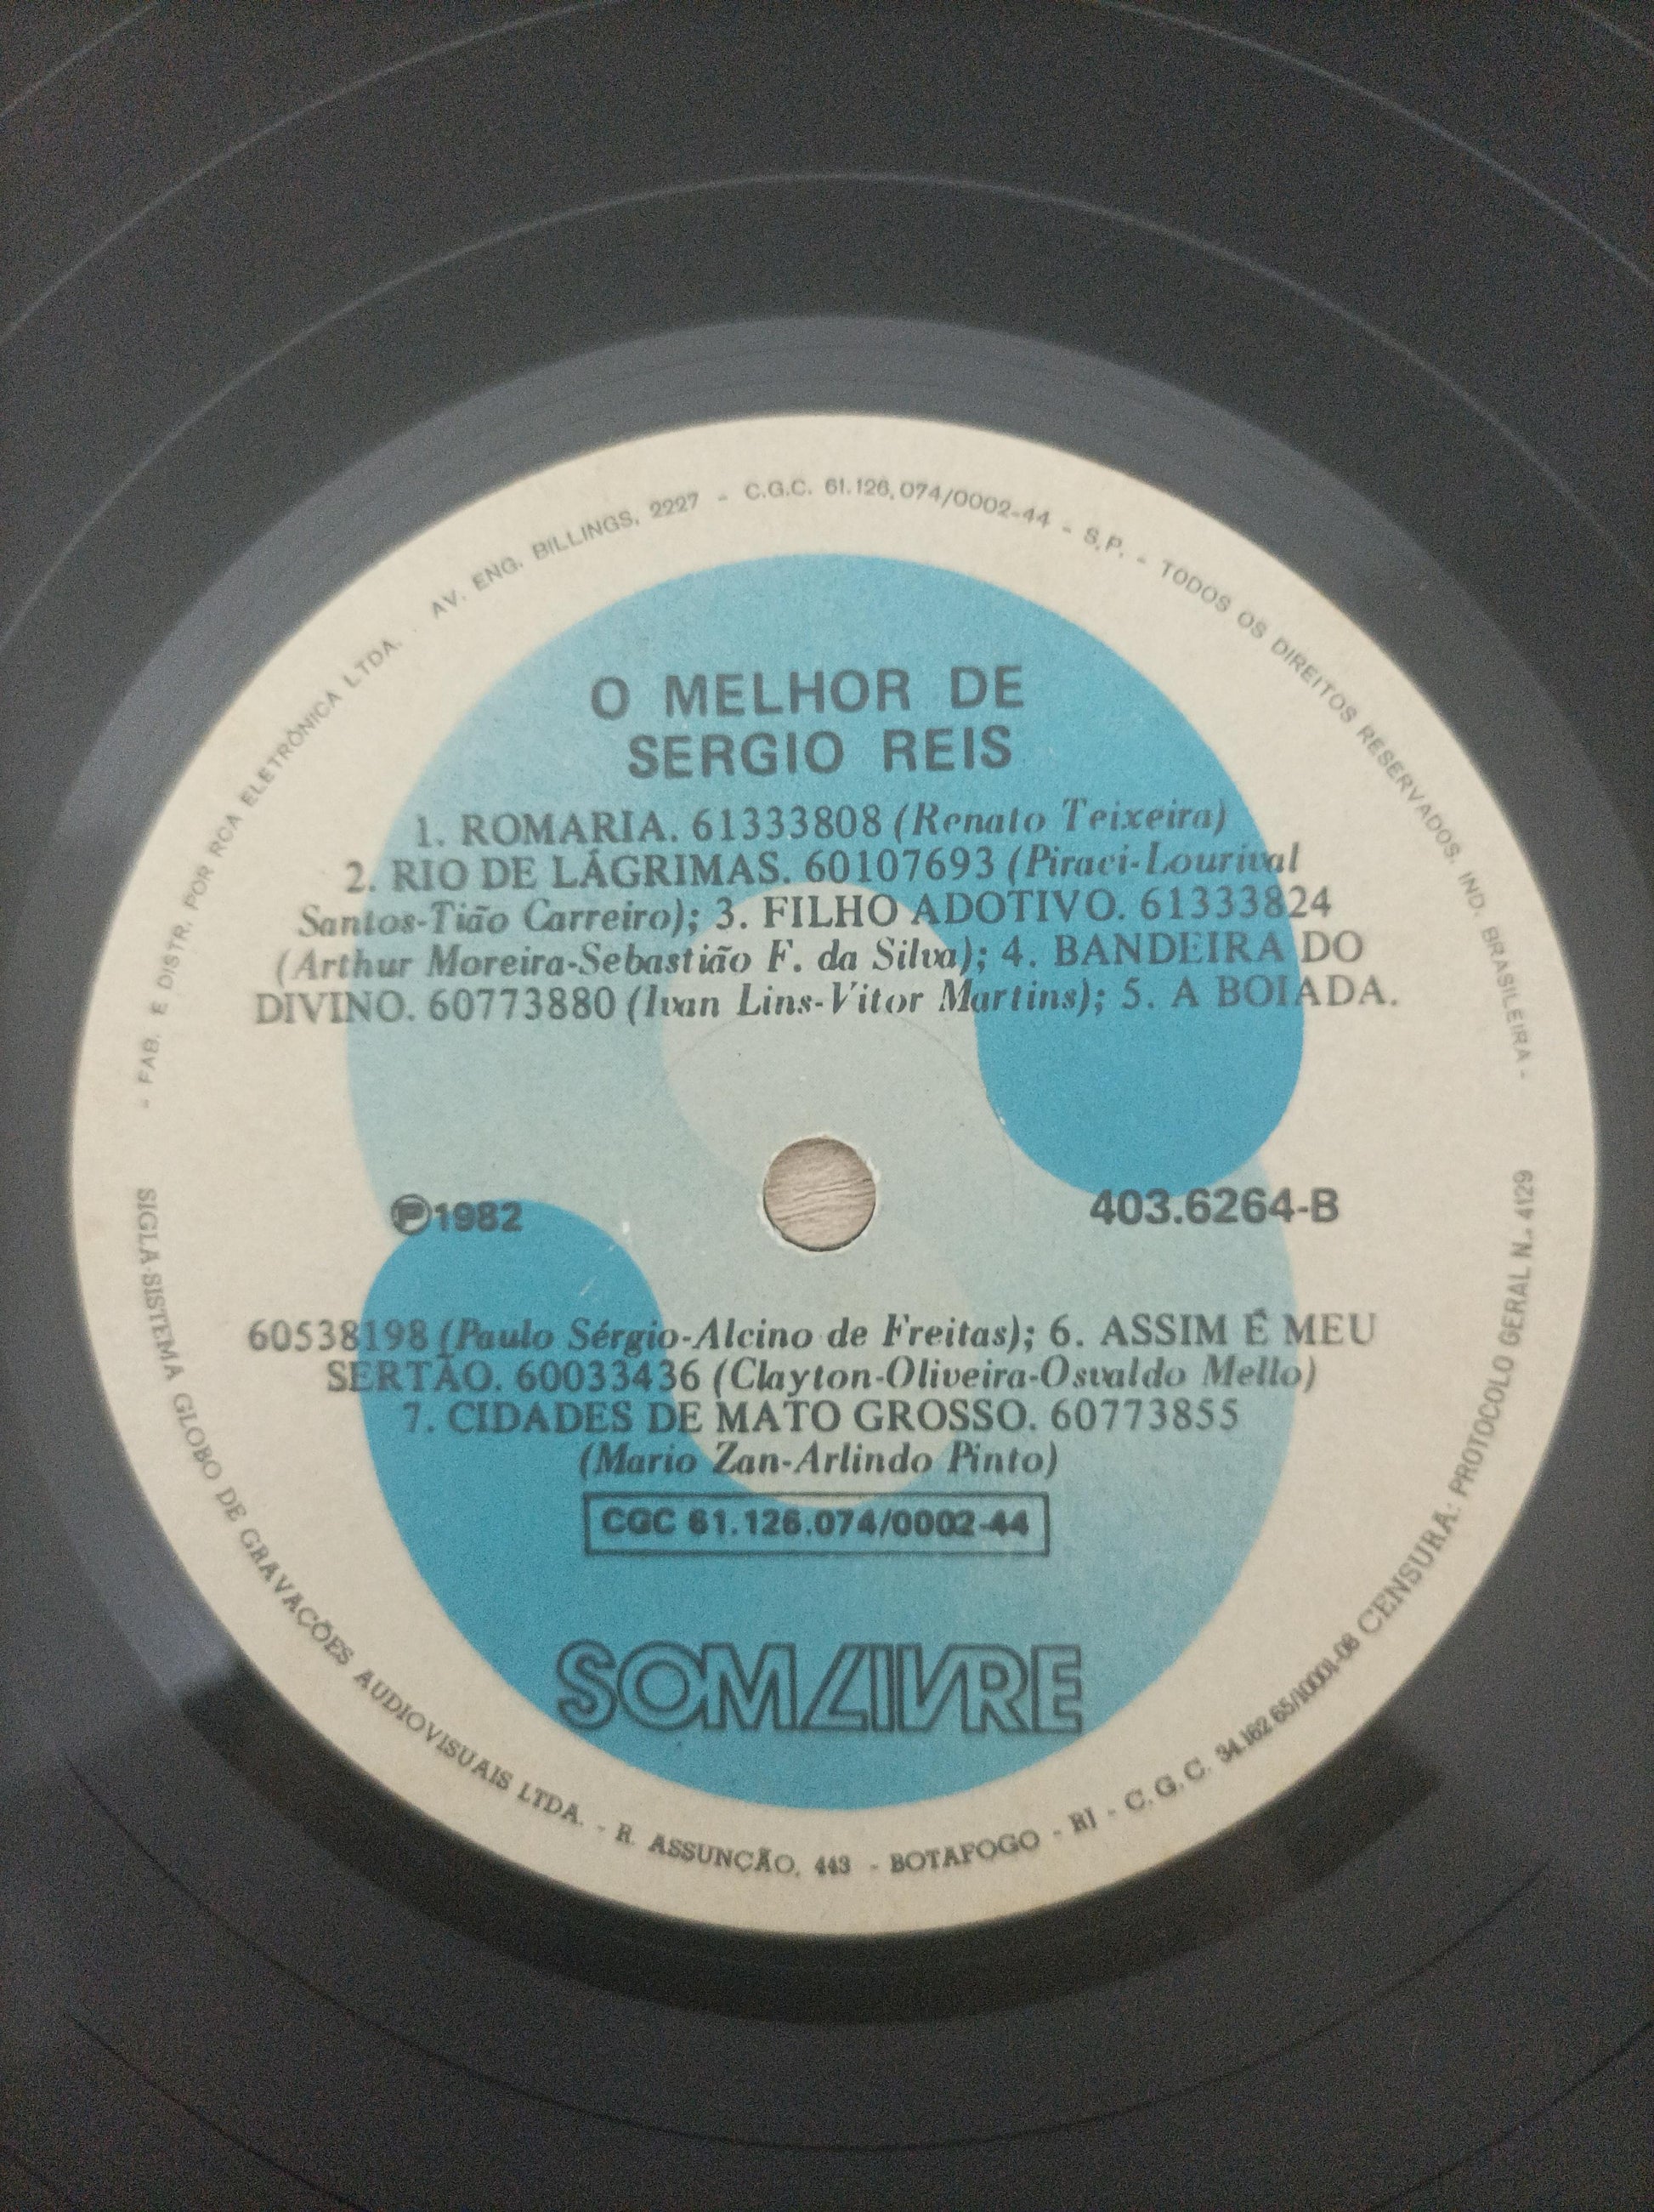 - FAB. E DISTR. POR RCA ELETRÔNICA LTDA. - AV. ENG. BILLINGS, 2227 - C.G.C. 61.126,074/0002-44 - S.P. - TODOS OS DIREITOS RESERVADOS. IND. BRASILEIRA -
O MELHOR DE
SERGIO REIS
1. ROMARIA. 61333808 (Renato Teixeira)
2. RIO DE LÁGRIMAS. 60107693 (Piraci-Lourival
Santos-Tião Carreiro); 3. FILHO ADOTIVO. 61333824
(Arthur Moreira-Sebastião F. da Silva); 4. BANDEIRA DO
DIVINO. 60773880 (Ivan Lins-Vitor Martins); 5. A BOIADA.
Ⓟ1982
403.6264-B
60538198 (Paulo Sérgio-Alcino de Freitas); 6. ASSIM É MEU
SERTÃO. 60033436 (Clayton-Oliveira-Osvaldo Mello)
7. CIDADES DE MATO GROSSO. 60773855
(Mario Zan-Arlindo Pinto)
CGC 61.126.074/0002-44
SOM LIVRE
SIGLA-SISTEMA GLOBO DE GRAVAÇÕES AUDIOVISUAIS LTDA. - R. ASSUNÇÃO, 443 - BOTAFOGO - RJ - C.G.C. 34.162 65/10001-06 CENSURA: PROTOCOLO GERAL N. 4129